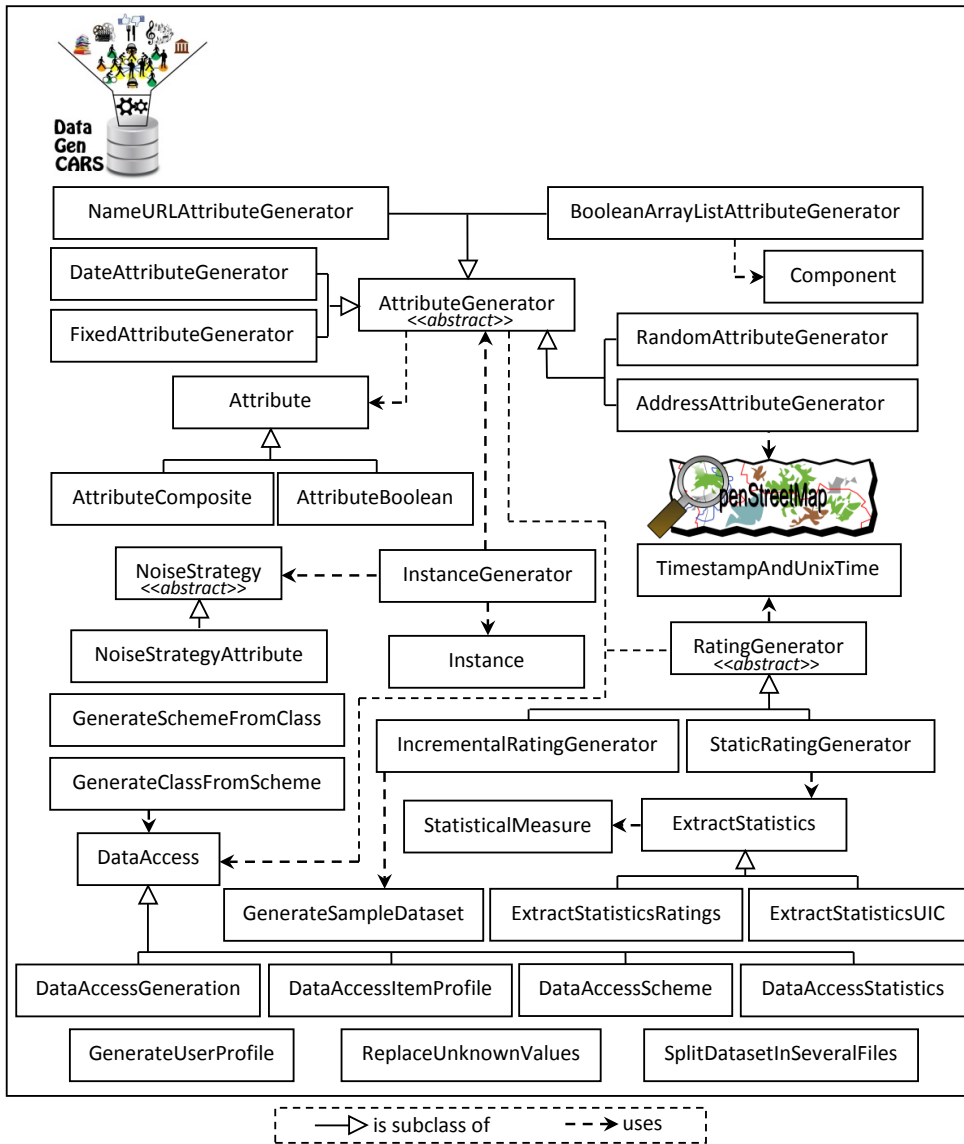 Data
Gen
CARS
NameURLAttributeGenerator
BooleanArrayListAttributeGenerator
DateAttributeGenerator
Component
AttributeGenerator
<<abstract>>
FixedAttributeGenerator
RandomAttributeGenerator
Attribute
AddressAttributeGenerator
AttributeComposite
AttributeBoolean
penStreetMap
NoiseStrategy
<<abstract>>
InstanceGenerator
TimestampAndUnixTime
NoiseStrategyAttribute
Instance
RatingGenerator
<<abstract>>
GenerateSchemeFromClass
IncrementalRatingGenerator
StaticRatingGenerator
GenerateClassFromScheme
StatisticalMeasure
ExtractStatistics
DataAccess
GenerateSampleDataset
ExtractStatisticsRatings
ExtractStatisticsUIC
DataAccessGeneration
DataAccessItemProfile
DataAccessScheme
DataAccessStatistics
GenerateUserProfile
ReplaceUnknownValues
SplitDatasetInSeveralFiles
is subclass of
uses